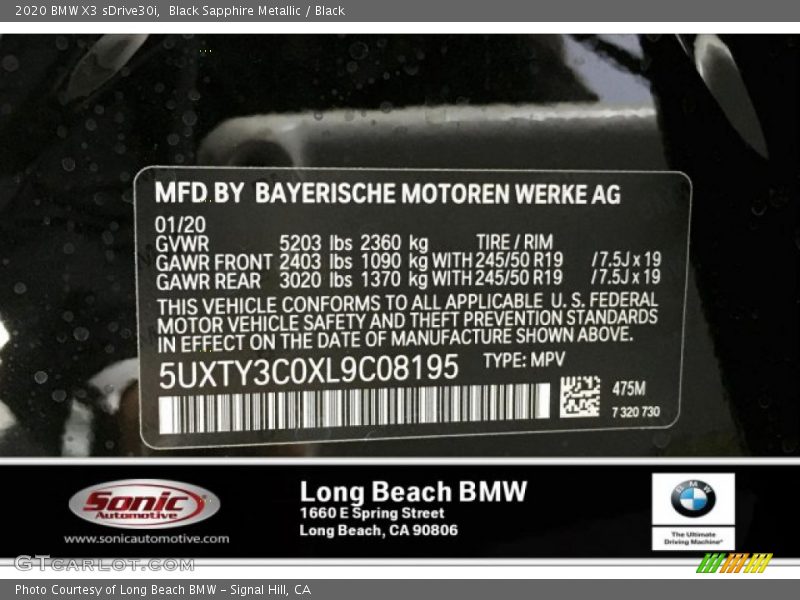 2020 BMW X3 sDrive30i,  Black Sapphire Metallic / Black
MFD BY BAYERISCHE MOTOREN WERKE AG
01/20
GVWR 5203 lbs 2360 kg TIRE / RIM
GAWR FRONT 2403 lbs 1090 kg WITH 245/50 R19 /7.5J x 19
GAWR REAR 3020 lbs 1370 kg WITH 245/50 R19 /7.5J x 19
THIS VEHICLE CONFORMS TO ALL APPLICABLE U. S. FEDERAL
MOTOR VEHICLE SAFETY AND THEFT PREVENTION STANDARDS
IN EFFECT ON THE DATE OF MANUFACTURE SHOWN ABOVE.
5UXTY3C0XL9C08195 TYPE: MPV
475M
7 320 730
Sonic
Automotive
www.sonicautomotive.com
Long Beach BMW
1660 E Spring Street
Long Beach, CA 90806
BMW
The Ultimate
Driving Machine®
GTCARLOT.COM
Photo Courtesy of Long Beach BMW – Signal Hill, CA